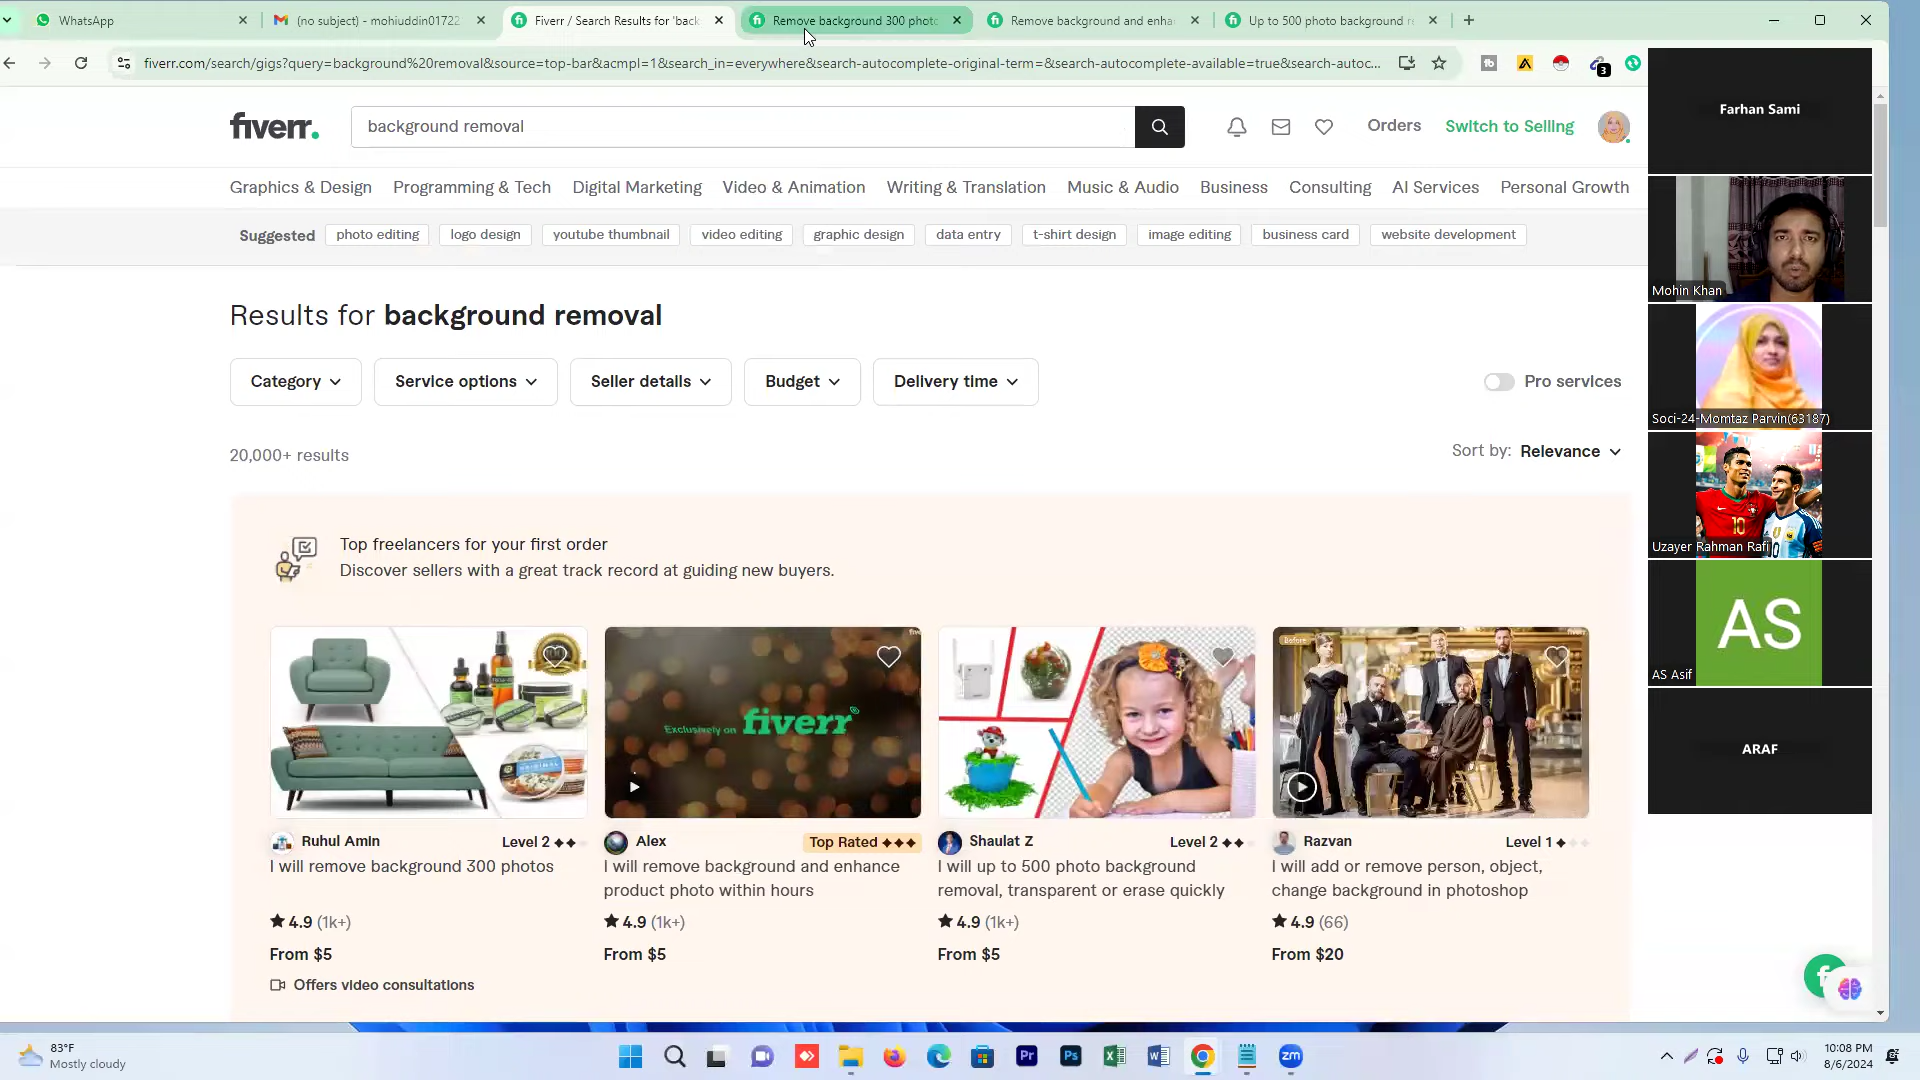 WhatsApp
(no subject) - mohiuddin01722
Fiverr / Search Results for 'back
Remove background 300 photo
Remove background and enha
Up to 500 photo background r
fiverr.com/search/gigs?query=background%20removal&source=top-bar&acmpl=1&search_in=everywhere&search-autocomplete-original-term=&search-autocomplete-available=true&search-autoc...
3
fiverr.
background removal
Orders
Switch to Selling
Graphics & Design
Programming & Tech
Digital Marketing
Video & Animation
Writing & Translation
Music & Audio
Business
Consulting
AI Services
Personal Growth
Suggested
photo editing
logo design
youtube thumbnail
video editing
graphic design
data entry
t-shirt design
image editing
business card
website development
Results for background removal
Category
Service options
Seller details
Budget
Delivery time
Pro services
20,000+ results
Sort by: Relevance
Top freelancers for your first order
Discover sellers with a great track record at guiding new buyers.
Exclusively on fiverr
Before
Ruhul Amin
Level 2
I will remove background 300 photos
4.9 (1k+)
From $5
Offers video consultations
Alex
Top Rated
I will remove background and enhance
product photo within hours
4.9 (1k+)
From $5
Shaulat Z
Level 2
I will up to 500 photo background
removal, transparent or erase quickly
4.9 (1k+)
From $5
Razvan
Level 1
I will add or remove person, object,
change background in photoshop
4.9 (66)
From $20
Farhan Sami
Mohin Khan
Soci-24-Momtaz Parvin(63187)
10
Uzayer Rahman Rafi
AS
AS Asif
ARAF
83°F
Mostly cloudy
Pr
Ps
zm
10:08 PM
8/6/2024